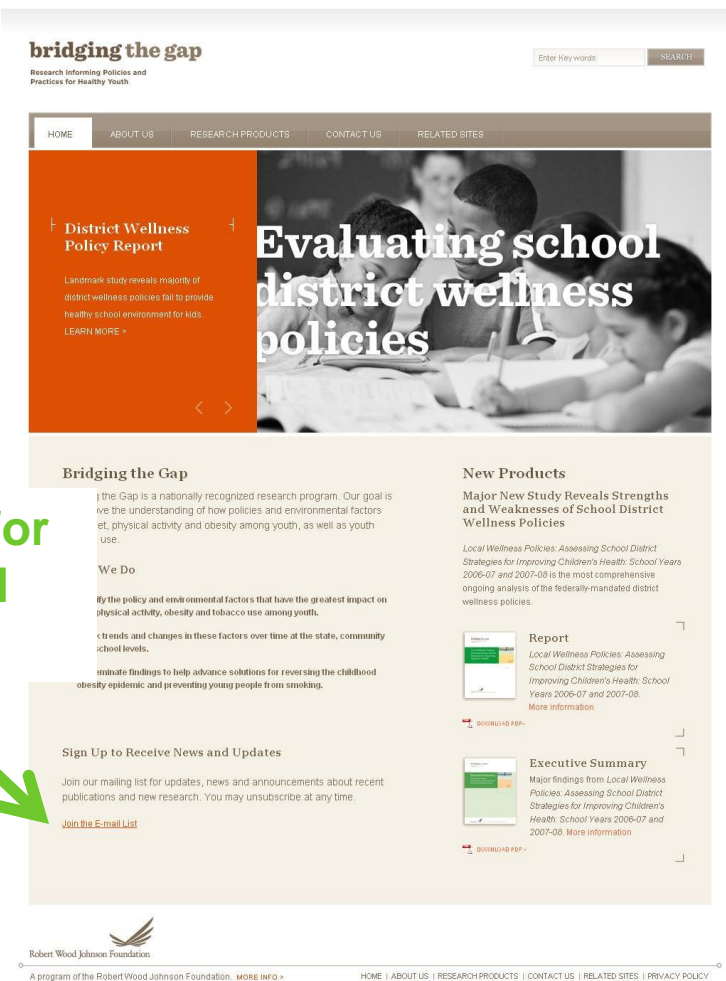 bridging the gap
Research Informing Policies and
Practices for Healthy Youth
Enter Keywords
SEARCH
HOME
ABOUT US
RESEARCH PRODUCTS
CONTACT US
RELATED SITES
District Wellness
Policy Report
Landmark study reveals majority of
district wellness policies fail to provide
healthy school environment for kids.
LEARN MORE >
Evaluating school
district wellness
policies
Bridging the Gap
the Gap is a nationally recognized research program. Our goal is
the understanding of how policies and environmental factors
physical activity and obesity among youth, as well as youth
use.
for
We Do
the policy and environmental factors that have the greatest impact on
physical activity, obesity and tobacco use among youth.
trends and changes in these factors over time at the state, community
school levels.
findings to help advance solutions for reversing the childhood
obesity epidemic and preventing young people from smoking.
Sign Up to Receive News and Updates
Join our mailing list for updates, news and announcements about recent
publications and new research. You may unsubscribe at any time.
Join the E-mail List
New Products
Major New Study Reveals Strengths
and Weaknesses of School District
Wellness Policies
Local Wellness Policies: Assessing School District
Strategies for Improving Children's Health: School Years
2006-07 and 2007-08 is the most comprehensive
ongoing analysis of the federally-mandated district
wellness policies.
Report
Local Wellness Policies: Assessing
School District Strategies for
Improving Children's Health: School
Years 2006-07 and 2007-08.
More information
DOWNLOAD PDF
Executive Summary
Major findings from Local Wellness
Policies: Assessing School District
Strategies for Improving Children's
Health: School Years 2006-07 and
2007-08. More information
DOWNLOAD PDF
Robert Wood Johnson Foundation
A program of the Robert Wood Johnson Foundation. MORE INFO >
HOME | ABOUT US | RESEARCH PRODUCTS | CONTACT US | RELATED SITES | PRIVACY POLICY